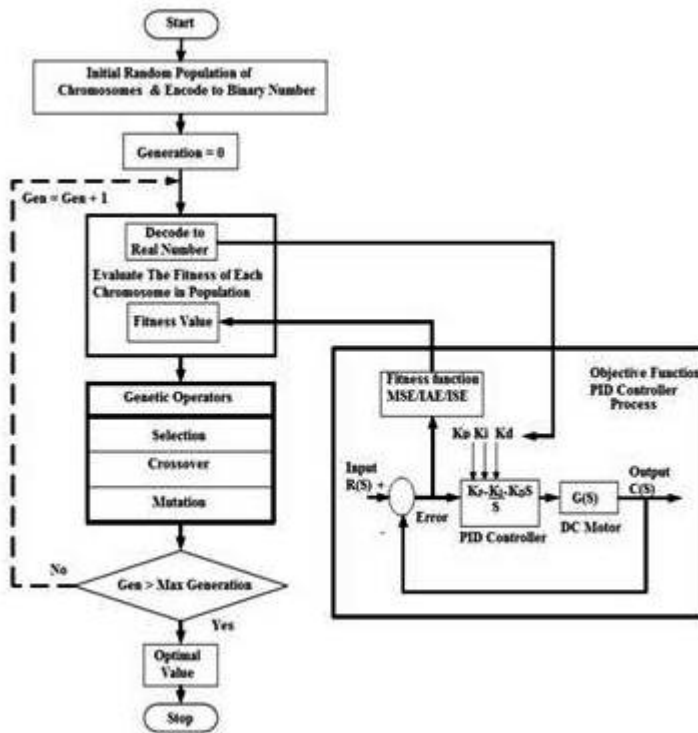 Start
Initial Random Population of
Chromosomes & Encode to Binary Number
Generation = 0
Gen = Gen + 1
Decode to
Real Number
Evaluate The Fitness of Each
Chromosome in Population
Fitness Value
Genetic Operators
Selection
Crossover
Mutation
No
Gen > Max Generation
Yes
Optimal
Value
Stop
Objective Function
PID Controller
Process
Fitness function
MSE/IAE/ISE
Kp Ki Kd
Input
R(S) +
-
Error
KP-KI-KDS
S
PID Controller
G(S)
DC Motor
Output
C(S)